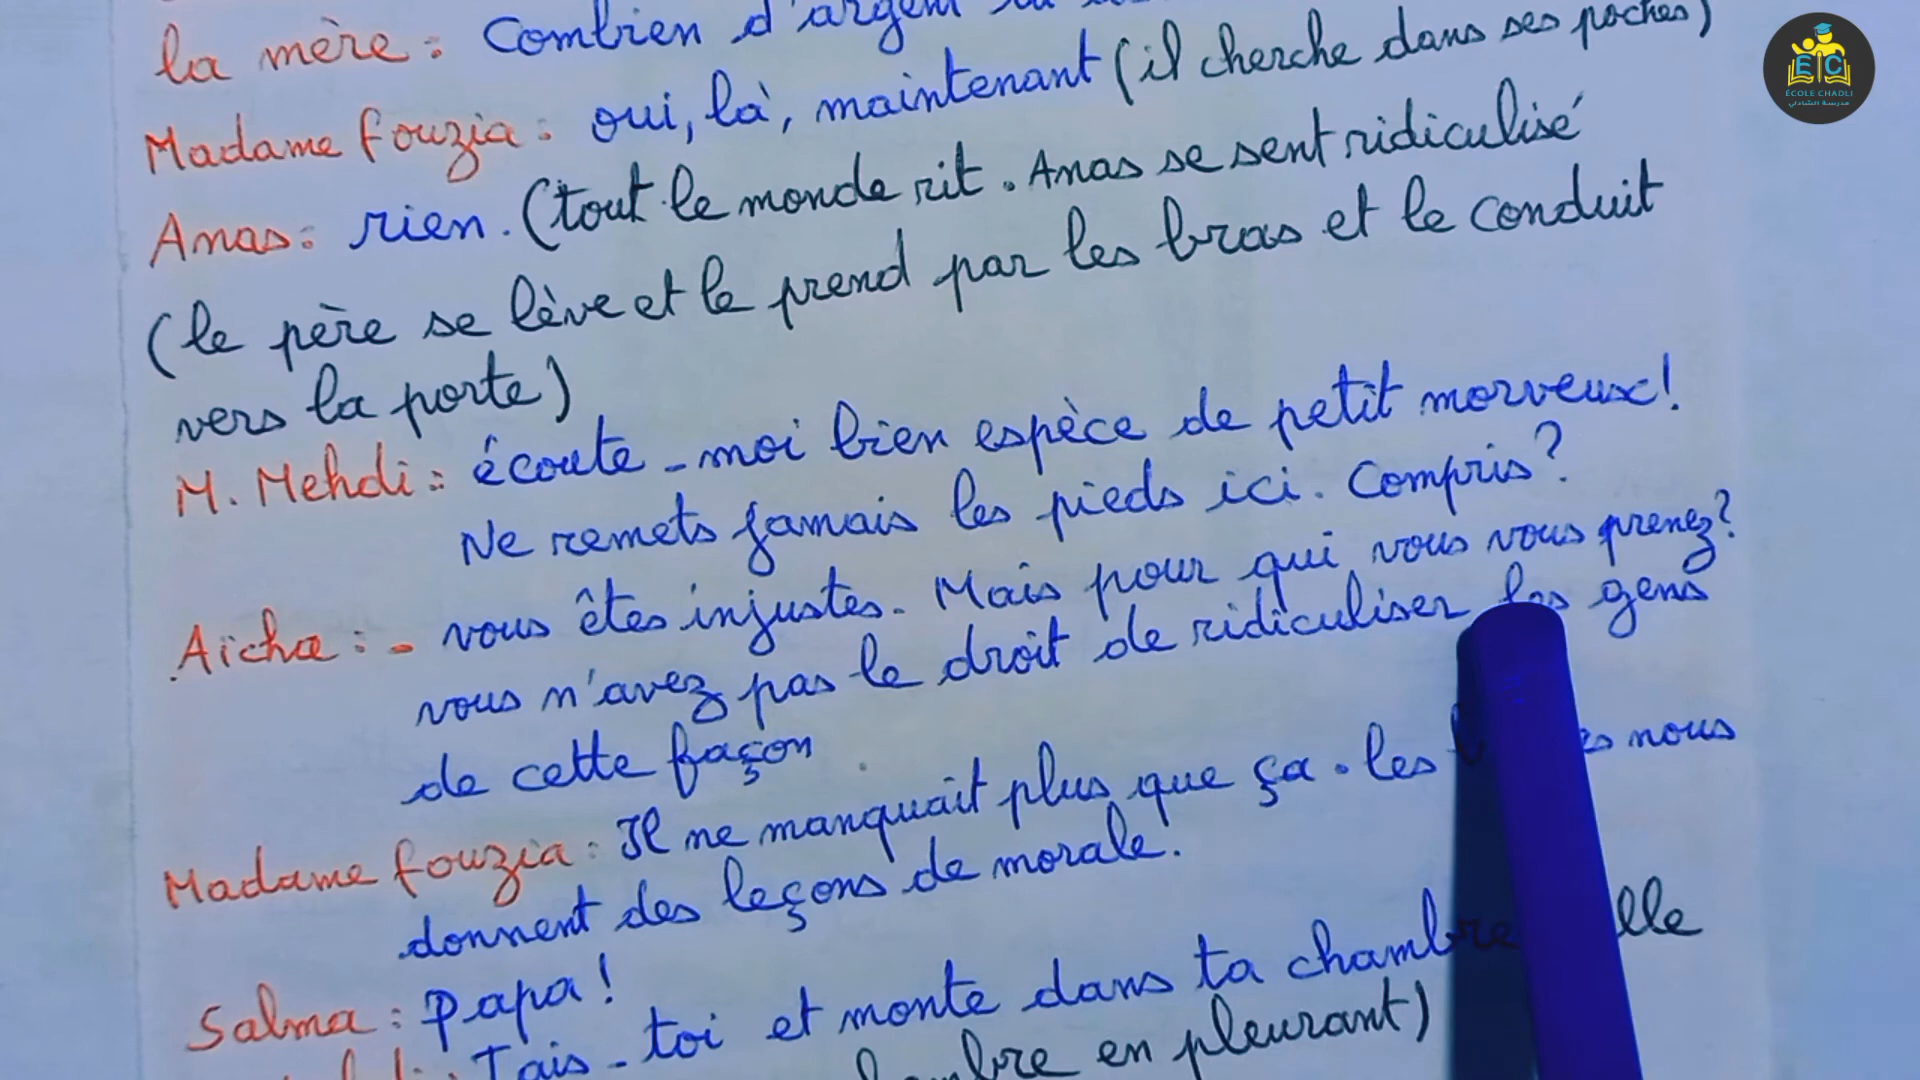 la mère : Combien d'argent
Madame fouzia : oui, là, maintenant (il cherche dans ses poches)
Anas : rien. (tout le monde rit. Anas se sent ridiculisé
(le père se lève et le prend par les bras et le conduit
vers la porte)
M. Mehdi : écoute-moi bien espèce de petit morveux!
Ne remets jamais les pieds ici. Compris?
Aïcha : - vous êtes injustes. Mais pour qui vous vous prenez?
vous n'avez pas le droit de ridiculiser les gens
de cette façon
Madame fouzia : Il ne manquait plus que ça. les nous
donnent des leçons de morale.
Salma : Papa!
Tais-toi et monte dans ta chambre
en pleurant)
EC
ÉCOLE CHADLI
مدرسة الشادلي